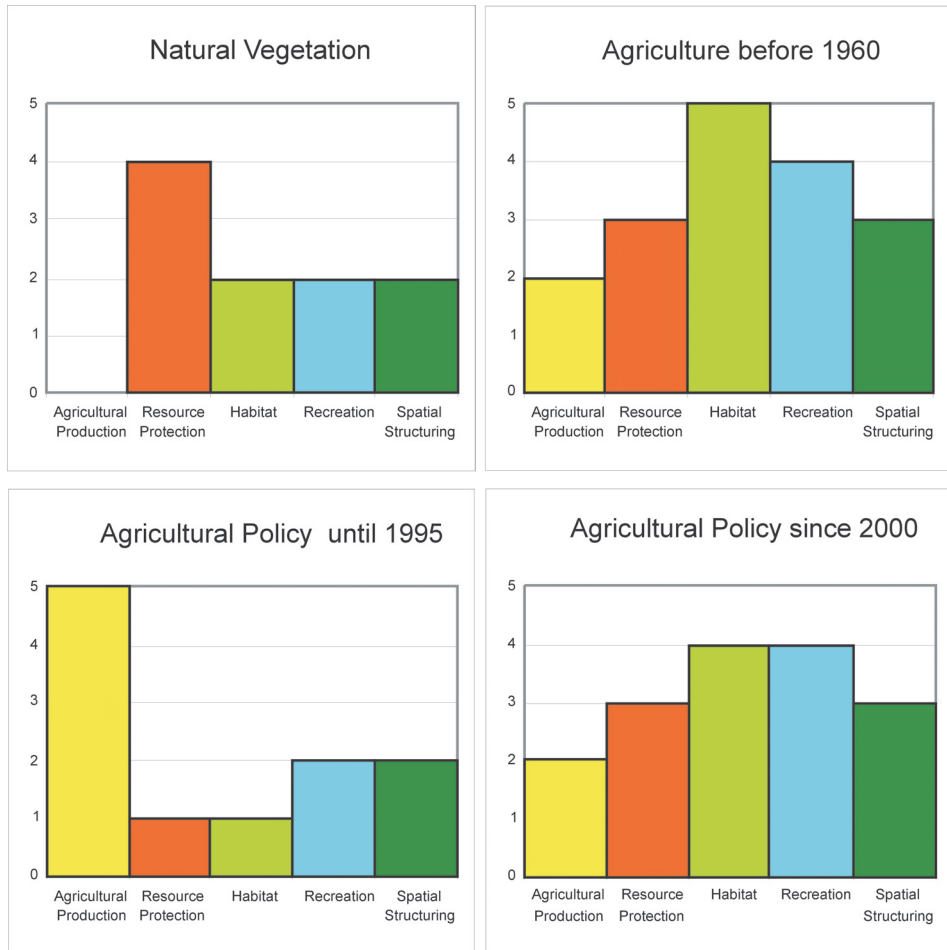 Natural Vegetation
5
4
3
2
1
0
Agricultural Resource Habitat Recreation Spatial
Production Protection Structuring
Agriculture before 1960
5
4
3
2
1
0
Agricultural Resource Habitat Recreation Spatial
Production Protection Structuring
Agricultural Policy until 1995
5
4
3
2
1
0
Agricultural Resource Habitat Recreation Spatial
Production Protection Structuring
Agricultural Policy since 2000
5
4
3
2
1
0
Agricultural Resource Habitat Recreation Spatial
Production Protection Structuring